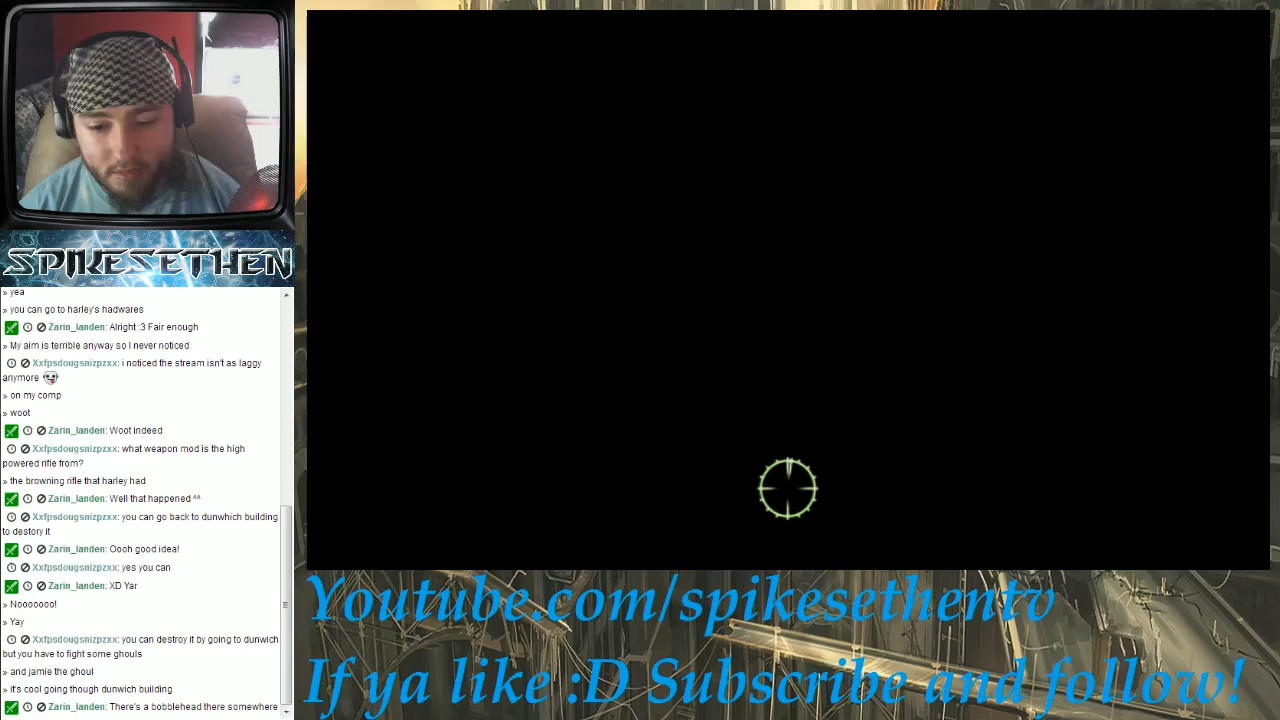 SPIKESETHEN
» yea
» you can go to harley's hadwares
Zarin_landen: Alright :3 Fair enough
» My aim is terrible anyway so I never noticed
Xxfpsdougsnizpzxx: i noticed the stream isn't as laggy
anymore
» on my comp
» woot
Zarin_landen: Woot indeed
Xxfpsdougsnizpzxx: what weapon mod is the high
powered rifle from?
» the browning rifle that harley had
Zarin_landen: Well that happened ^^
Xxfpsdougsnizpzxx: you can go back to dunwhich building
to destory it
Zarin_landen: Oooh good idea!
Xxfpsdougsnizpzxx: yes you can
Zarin_landen: XD Yar
» Nooooooo!
» Yay
Xxfpsdougsnizpzxx: you can destroy it by going to dunwich
but you have to fight some ghouls
» and jamie the ghoul
» it's cool going though dunwich building
Zarin_landen: There's a bobblehead there somewhere
Youtube.com/spikesethentv
If ya like :D Subscribe and follow!